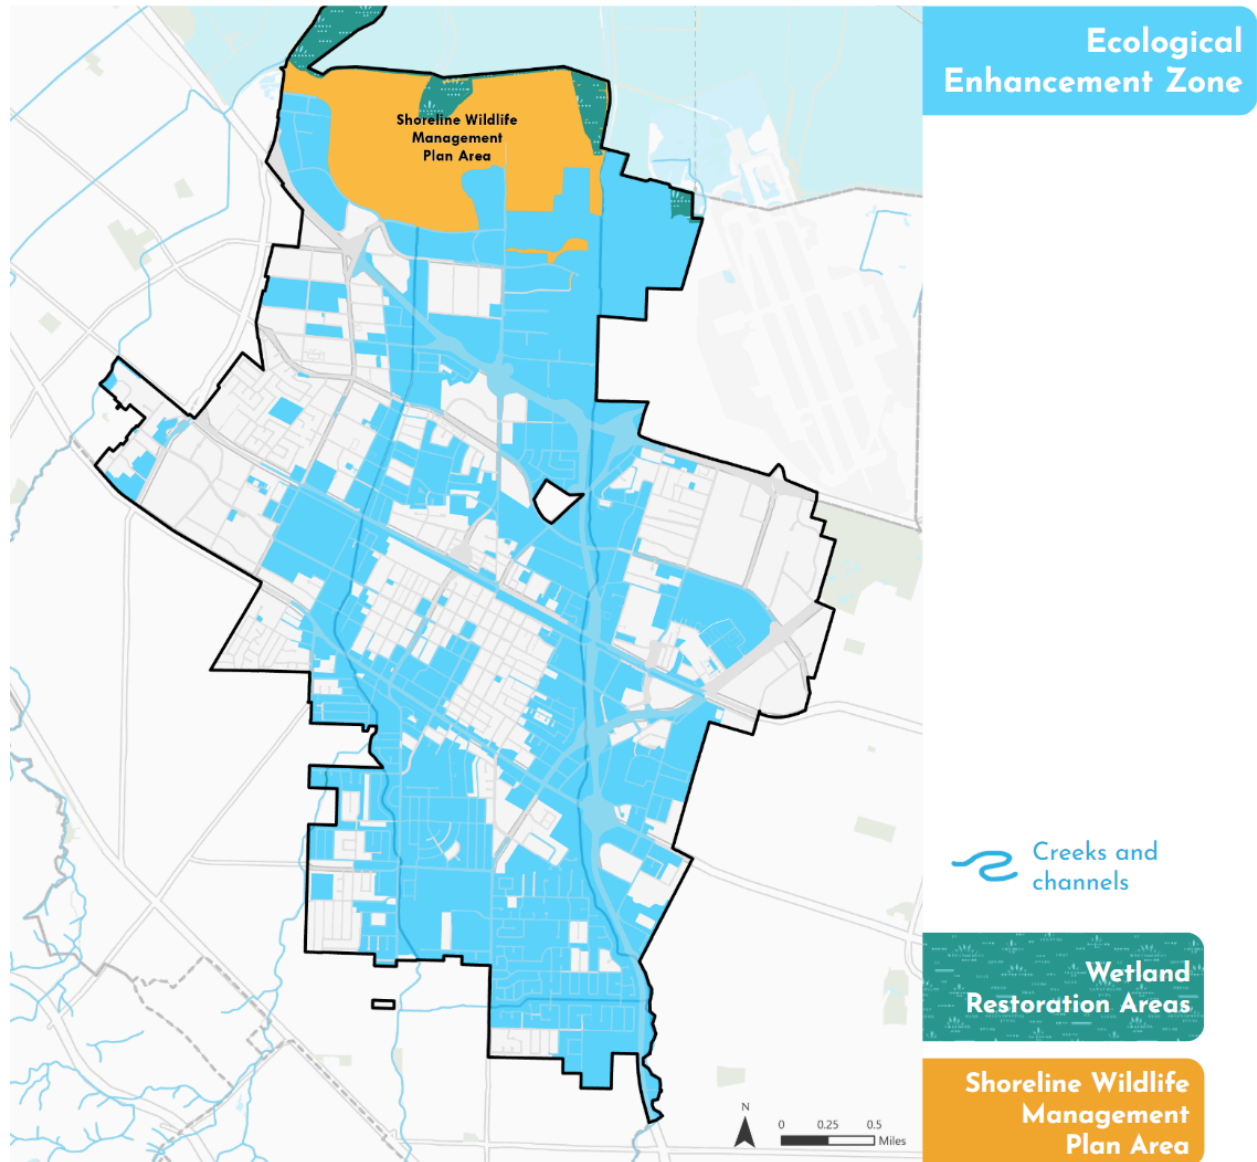 Ecological
Enhancement Zone
Shoreline Wildlife
Management
Plan Area
Creeks and
channels
Wetland
Restoration Areas
Shoreline Wildlife
Management
Plan Area
N
0 0.25 0.5
Miles